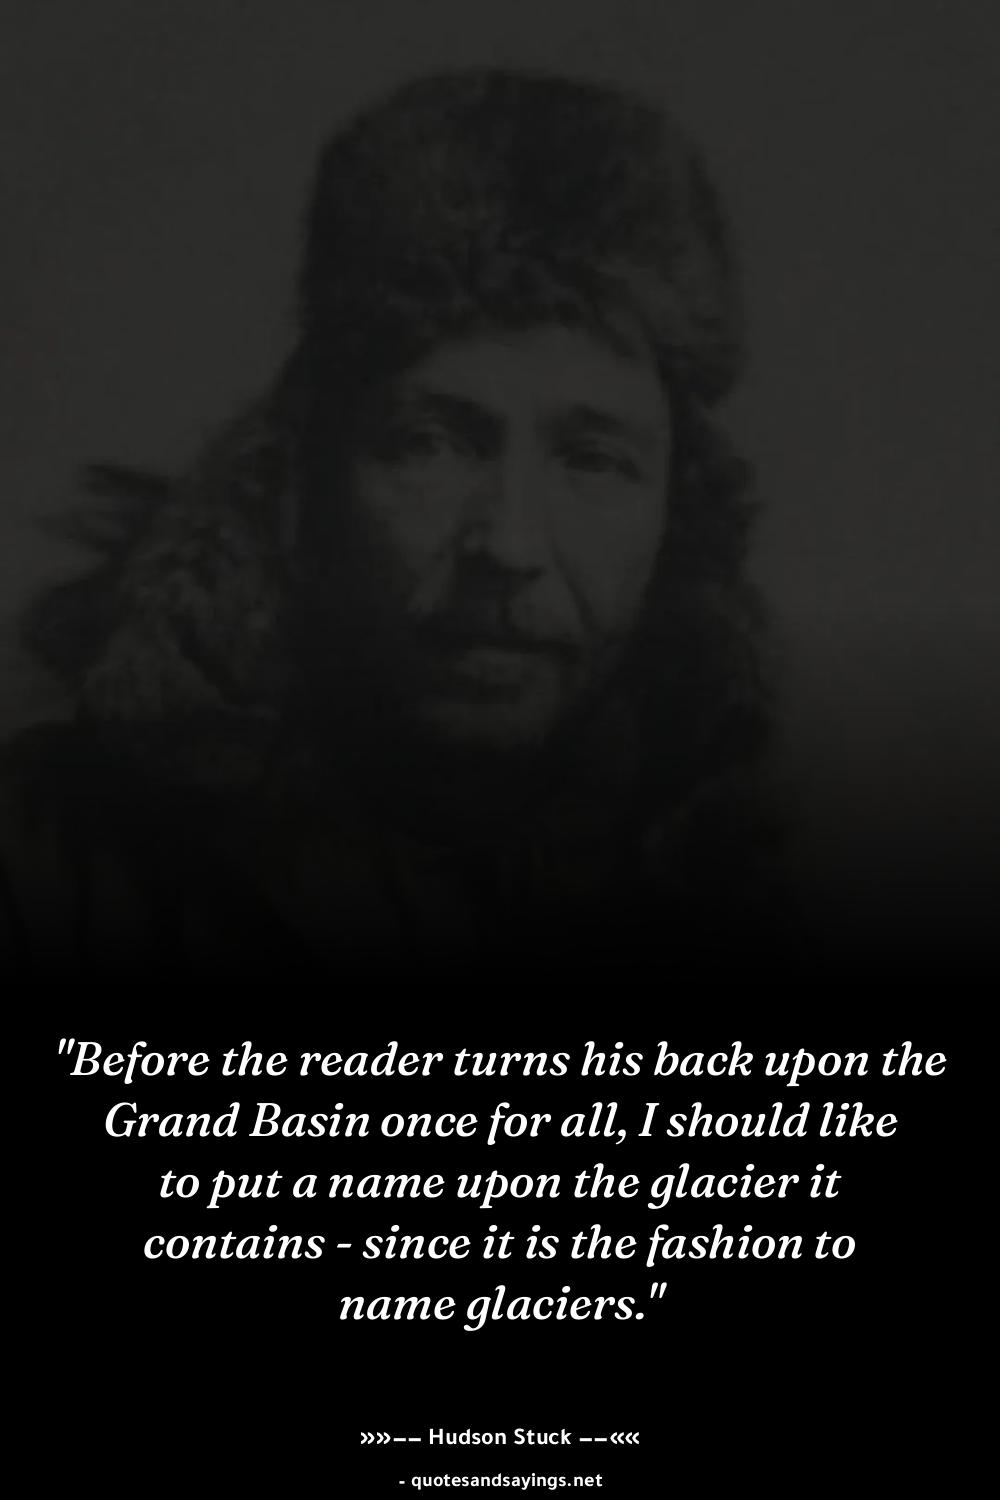 "Before the reader turns his back upon the
Grand Basin once for all, I should like
to put a name upon the glacier it
contains - since it is the fashion to
name glaciers."
»»−− Hudson Stuck −−««
- quotesandsayings.net